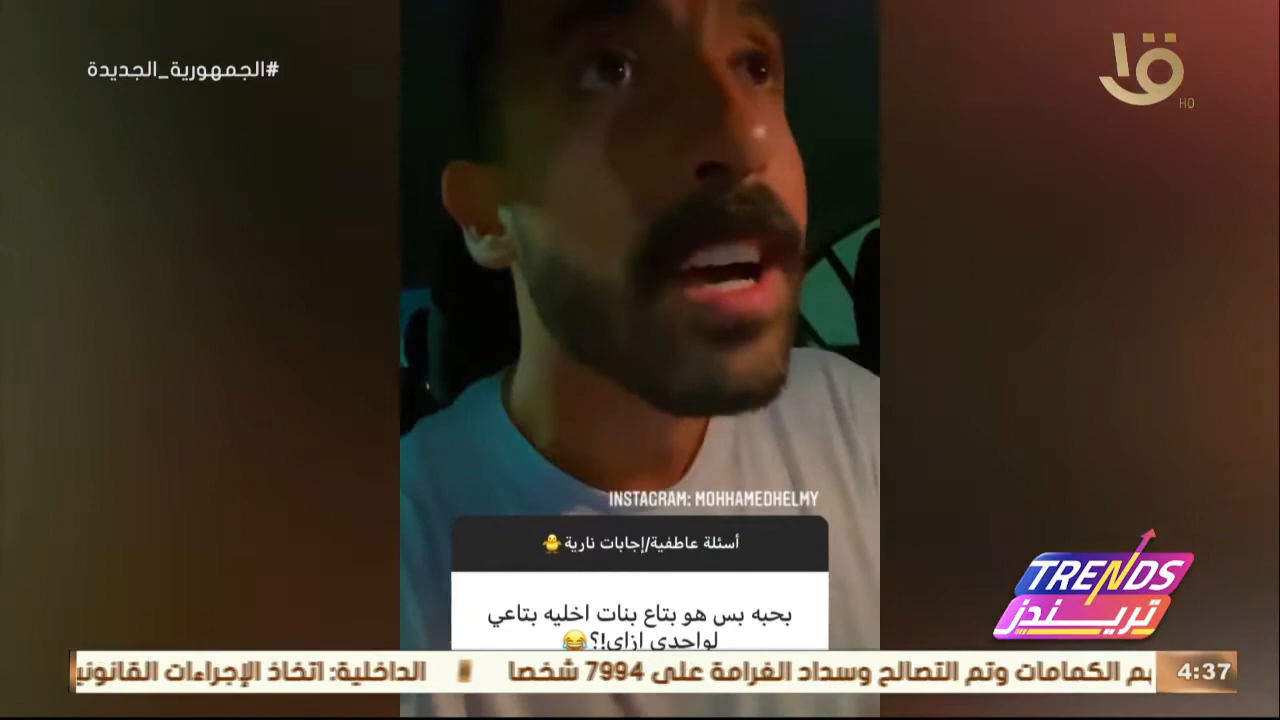 #الجمهورية_الجديدة
HD
INSTAGRAM: MOHHAMEDHELMY
أسئلة عاطفية/إجابات نارية🐥
بحبه بس هو بتاع بنات اخليه بتاعي
لواحدي ازاي!؟😂
TRENDS
تريندز
الكمامات وتم التصالح وسداد الغرامة على 7994 شخصا
الداخلية: اتخاذ الإجراءات
4:37